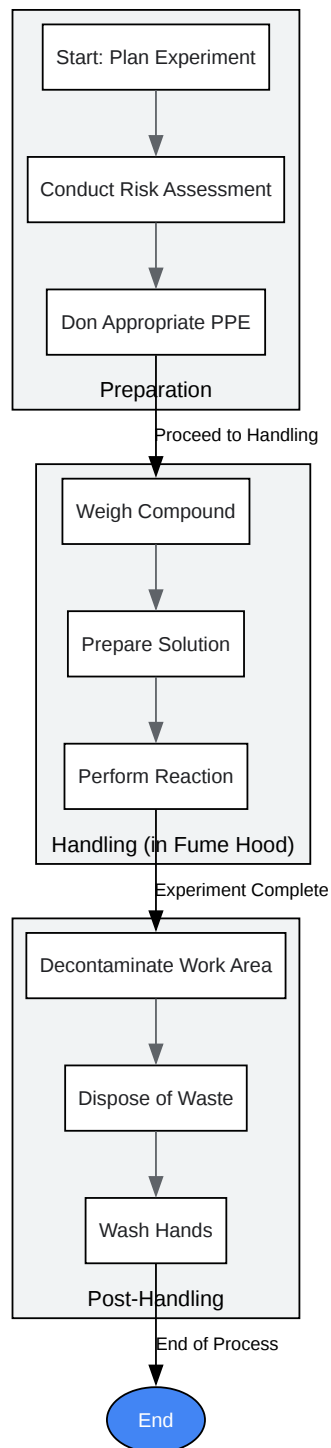 Start: Plan Experiment
Conduct Risk Assessment
Don Appropriate PPE
Preparation
Proceed to Handling
Weigh Compound
Prepare Solution
Perform Reaction
Handling (in Fume Hood)
Experiment Complete
Decontaminate Work Area
Dispose of Waste
Wash Hands
Post-Handling
End of Process
End